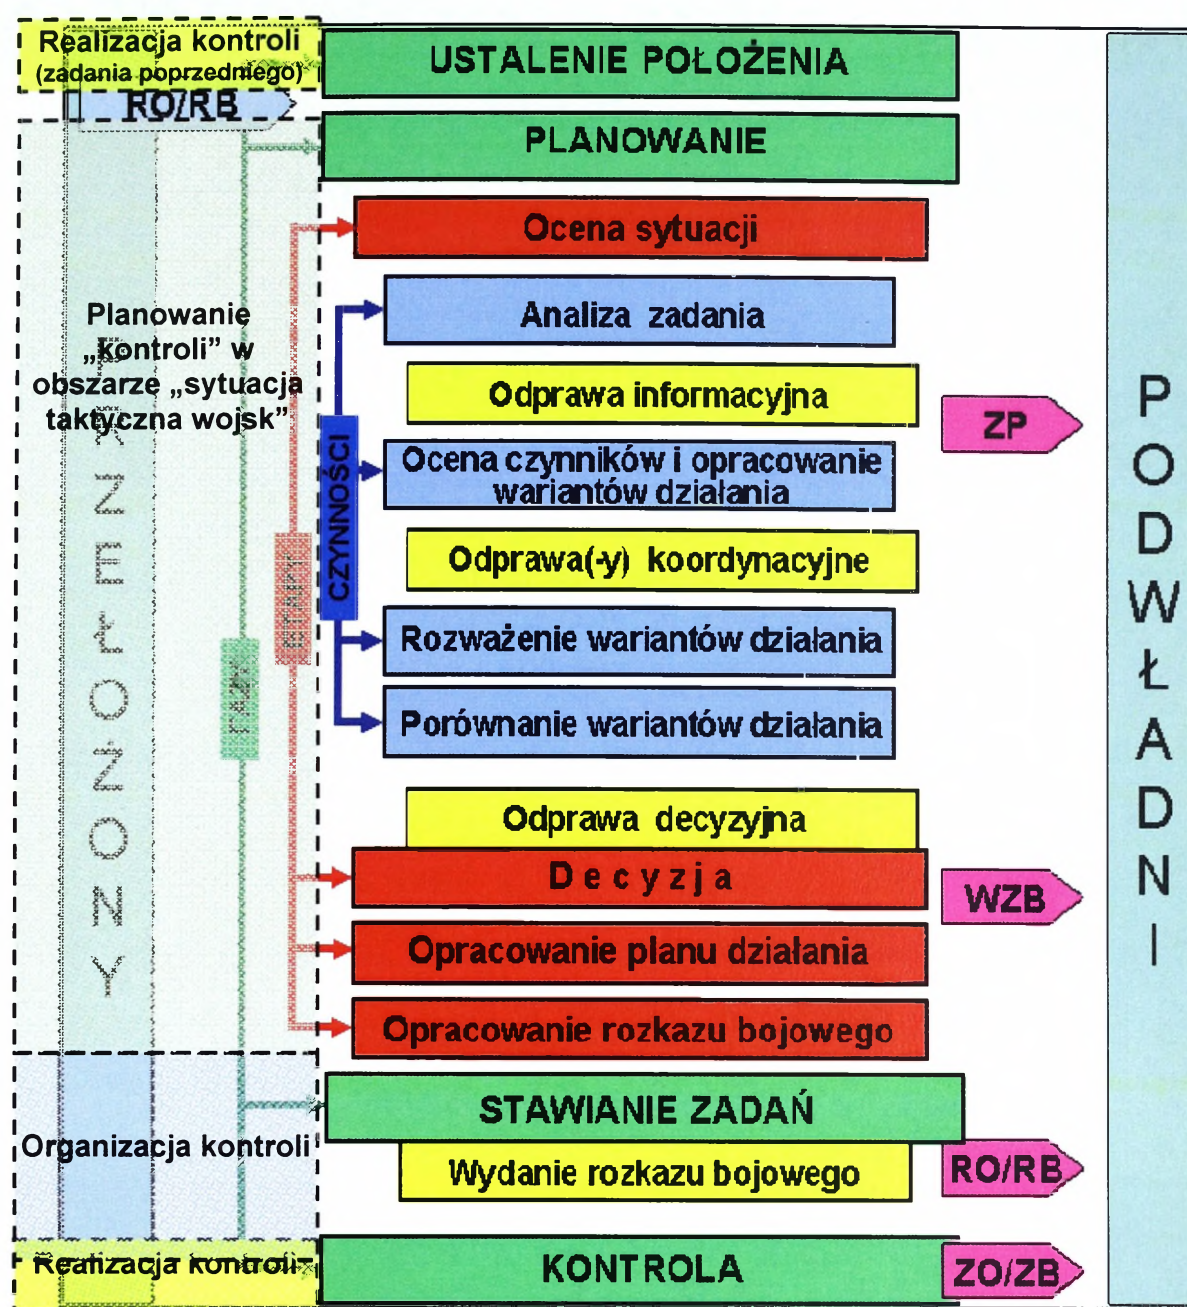 Realizacja kontroli
(zadania poprzedniego)
RO/RB
USTALENIE POŁOŻENIA
PLANOWANIE
Ocena sytuacji
Planowanie
„kontroli” w
obszarze „sytuacja
taktyczna wojsk”
PRZEŁOŻONY
FAZY
ETAPY
CZYNNOŚCI
Analiza zadania
Odprawa informacyjna
ZP
Ocena czynników i opracowanie
wariantów działania
Odprawa(-y) koordynacyjne
Rozważenie wariantów działania
Porównanie wariantów działania
Odprawa decyzyjna
Decyzja
WZB
Opracowanie planu działania
Opracowanie rozkazu bojowego
Organizacja kontroli
STAWIANIE ZADAŃ
Wydanie rozkazu bojowego
RO/RB
Realizacja kontroli
KONTROLA
ZO/ZB
PODWŁADNI